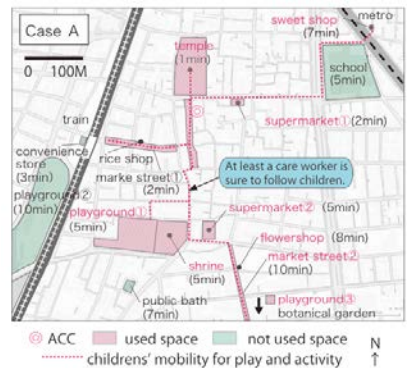 Case A
0 100M
sweet shop
(7min)
metro
temple
(1min)
school
(5min)
supermarket① (2min)
train
convenience
store
(3min)
rice shop
marke street①
(2min)
At least a care worker is
sure to follow children.
playground②
(10min)
playground①
(5min)
supermarket② (5min)
flowershop (8min)
market street②
(10min)
shrine
(5min)
public bath
(7min)
playground③
botanical garden
ACC used space not used space
childrens' mobility for play and activity
N